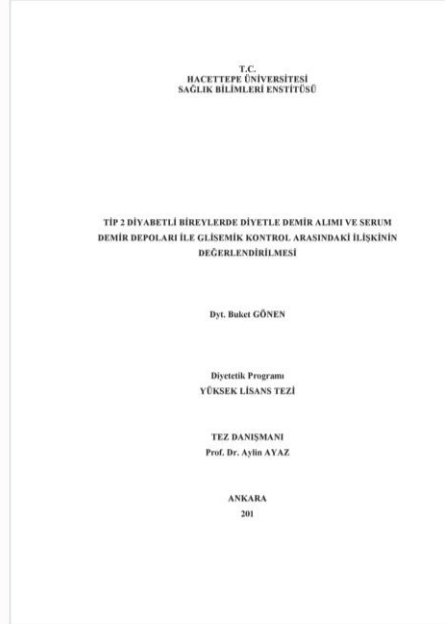 T.C.
HACETTEPE ÜNİVERSİTESİ
SAĞLIK BİLİMLERİ ENSTİTÜSÜ
TİP 2 DİYABETLİ BİREYLERDE DİYETLE DEMİR ALIMI VE SERUM
DEMİR DEPOLARI İLE GLİSEMİK KONTROL ARASINDAKİ İLİŞKİNİN
DEĞERLENDİRİLMESİ
Dyt. Buket GÖNEN
Diyetetik Programı
YÜKSEK LİSANS TEZİ
TEZ DANIŞMANI
Prof. Dr. Aylin AYAZ
ANKARA
201